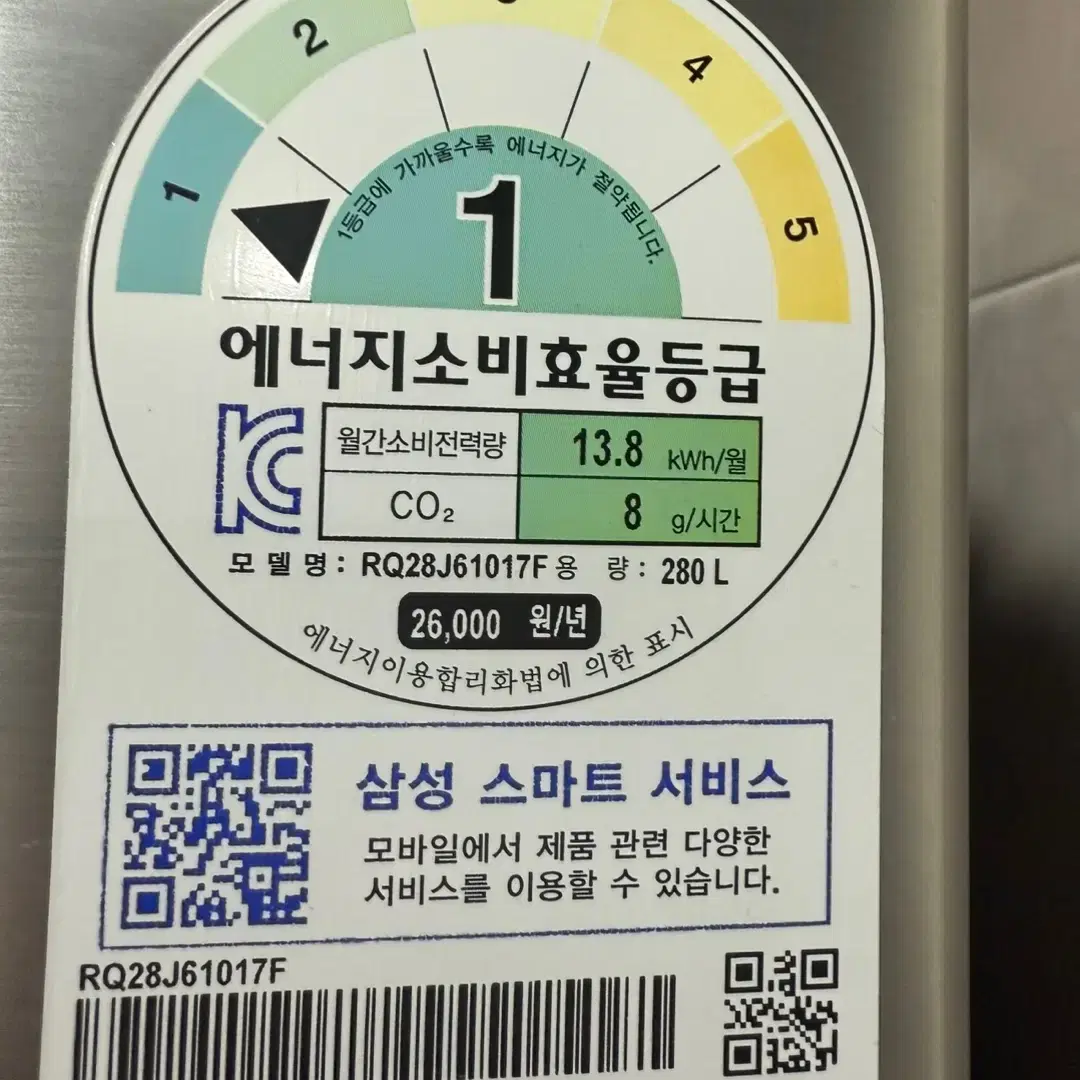 1
2
3
4
5
1등급에 가까울수록 에너지가 절약됩니다.
1
에너지소비효율등급
월간소비전력량 13.8 kWh/월
CO₂ 8 g/시간
모델명: RQ28J61017F 용 량: 280 L
26,000 원/년
에너지이용합리화법에 의한 표시
삼성 스마트 서비스
모바일에서 제품 관련 다양한
서비스를 이용할 수 있습니다.
RQ28J61017F